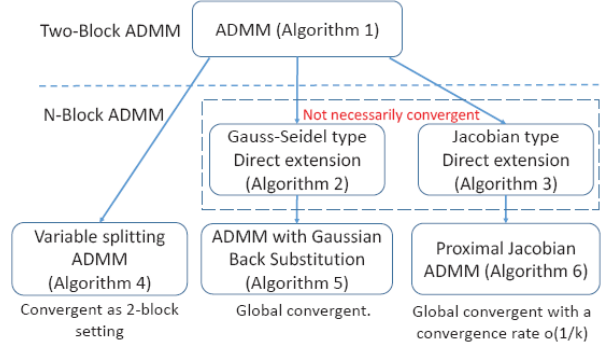 Two-Block ADMM
ADMM (Algorithm 1)
N-Block ADMM
Not necessarily convergent
Gauss-Seidel type
Direct extension
(Algorithm 2)
Jacobian type
Direct extension
(Algorithm 3)
Variable splitting
ADMM
(Algorithm 4)
ADMM with Gaussian
Back Substitution
(Algorithm 5)
Proximal Jacobian
ADMM (Algorithm 6)
Convergent as 2-block
setting
Global convergent.
Global convergent with a
convergence rate o(1/k)